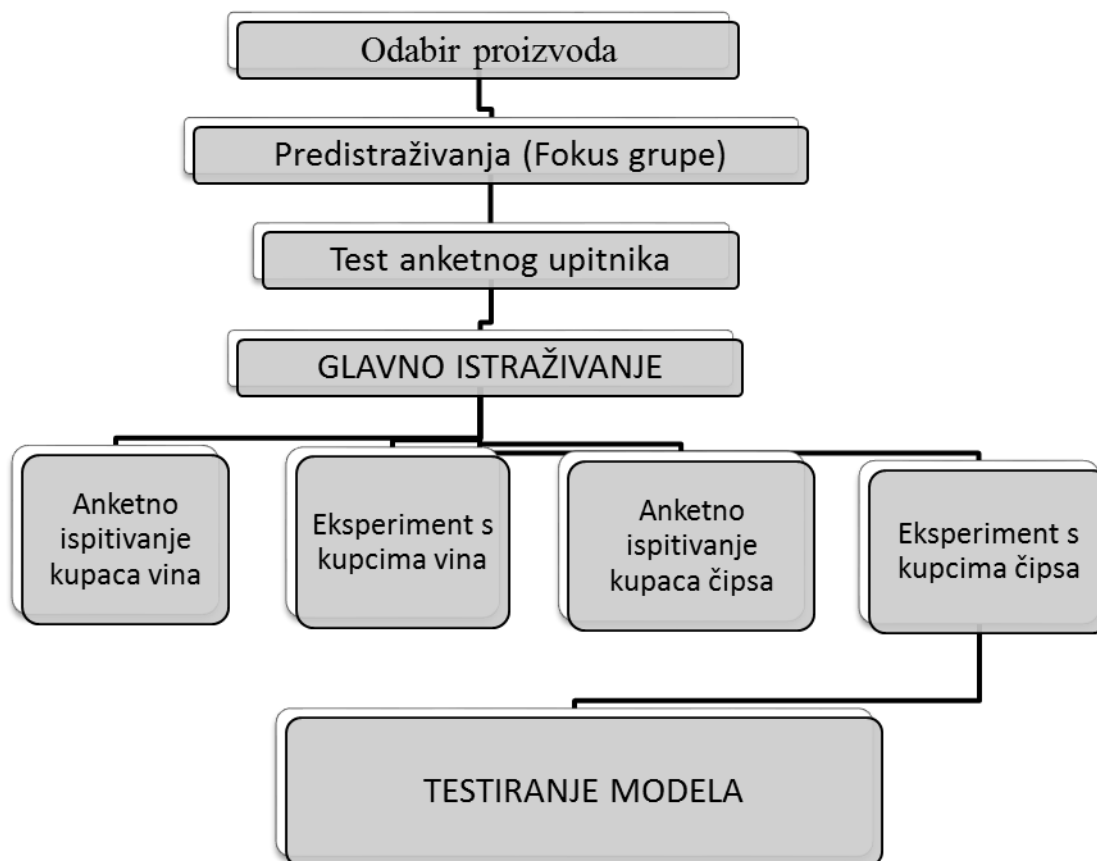 Odabir proizvoda
Predistraživanja (Fokus grupe)
Test anketnog upitnika
GLAVNO ISTRAŽIVANJE
Anketno
ispitivanje
kupaca vina
Eksperiment s
kupcima vina
Anketno
ispitivanje
kupaca čipsa
Eksperiment s
kupcima čipsa
TESTIRANJE MODELA